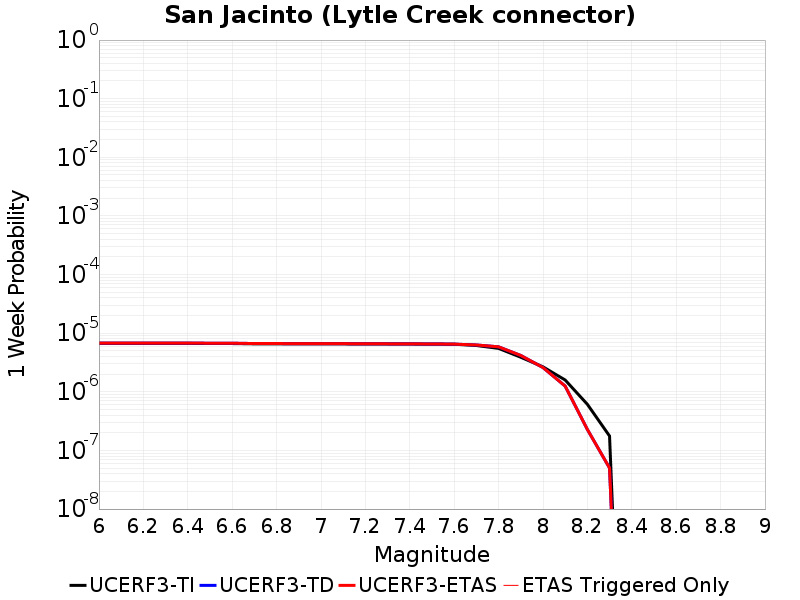 San Jacinto (Lytle Creek connector)
1 Week Probability
10^0
10^-1
10^-2
10^-3
10^-4
10^-5
10^-6
10^-7
10^-8
6 6.2 6.4 6.6 6.8 7 7.2 7.4 7.6 7.8 8 8.2 8.4 8.6 8.8 9
Magnitude
UCERF3-TI UCERF3-TD UCERF3-ETAS ETAS Triggered Only